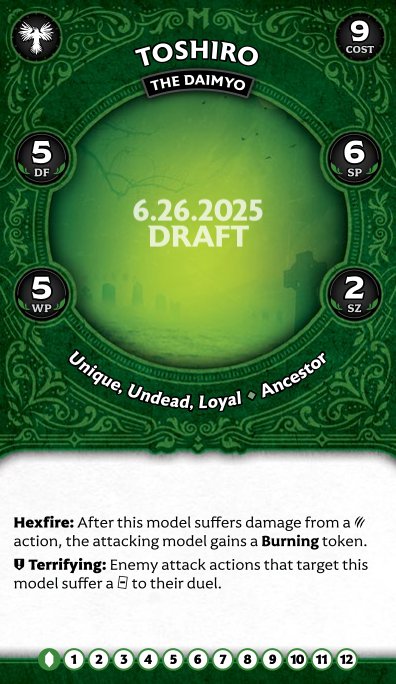 M
TOSHIRO
THE DAIMYO
9
COST
5
DF
6
SP
6.26.2025
DRAFT
5
WP
2
SZ
Unique, Undead, Loyal ◆ Ancestor
Hexfire: After this model suffers damage from a
action, the attacking model gains a Burning token.
Terrifying: Enemy attack actions that target this
model suffer a to their duel.
1 2 3 4 5 6 7 8 9 10 11 12